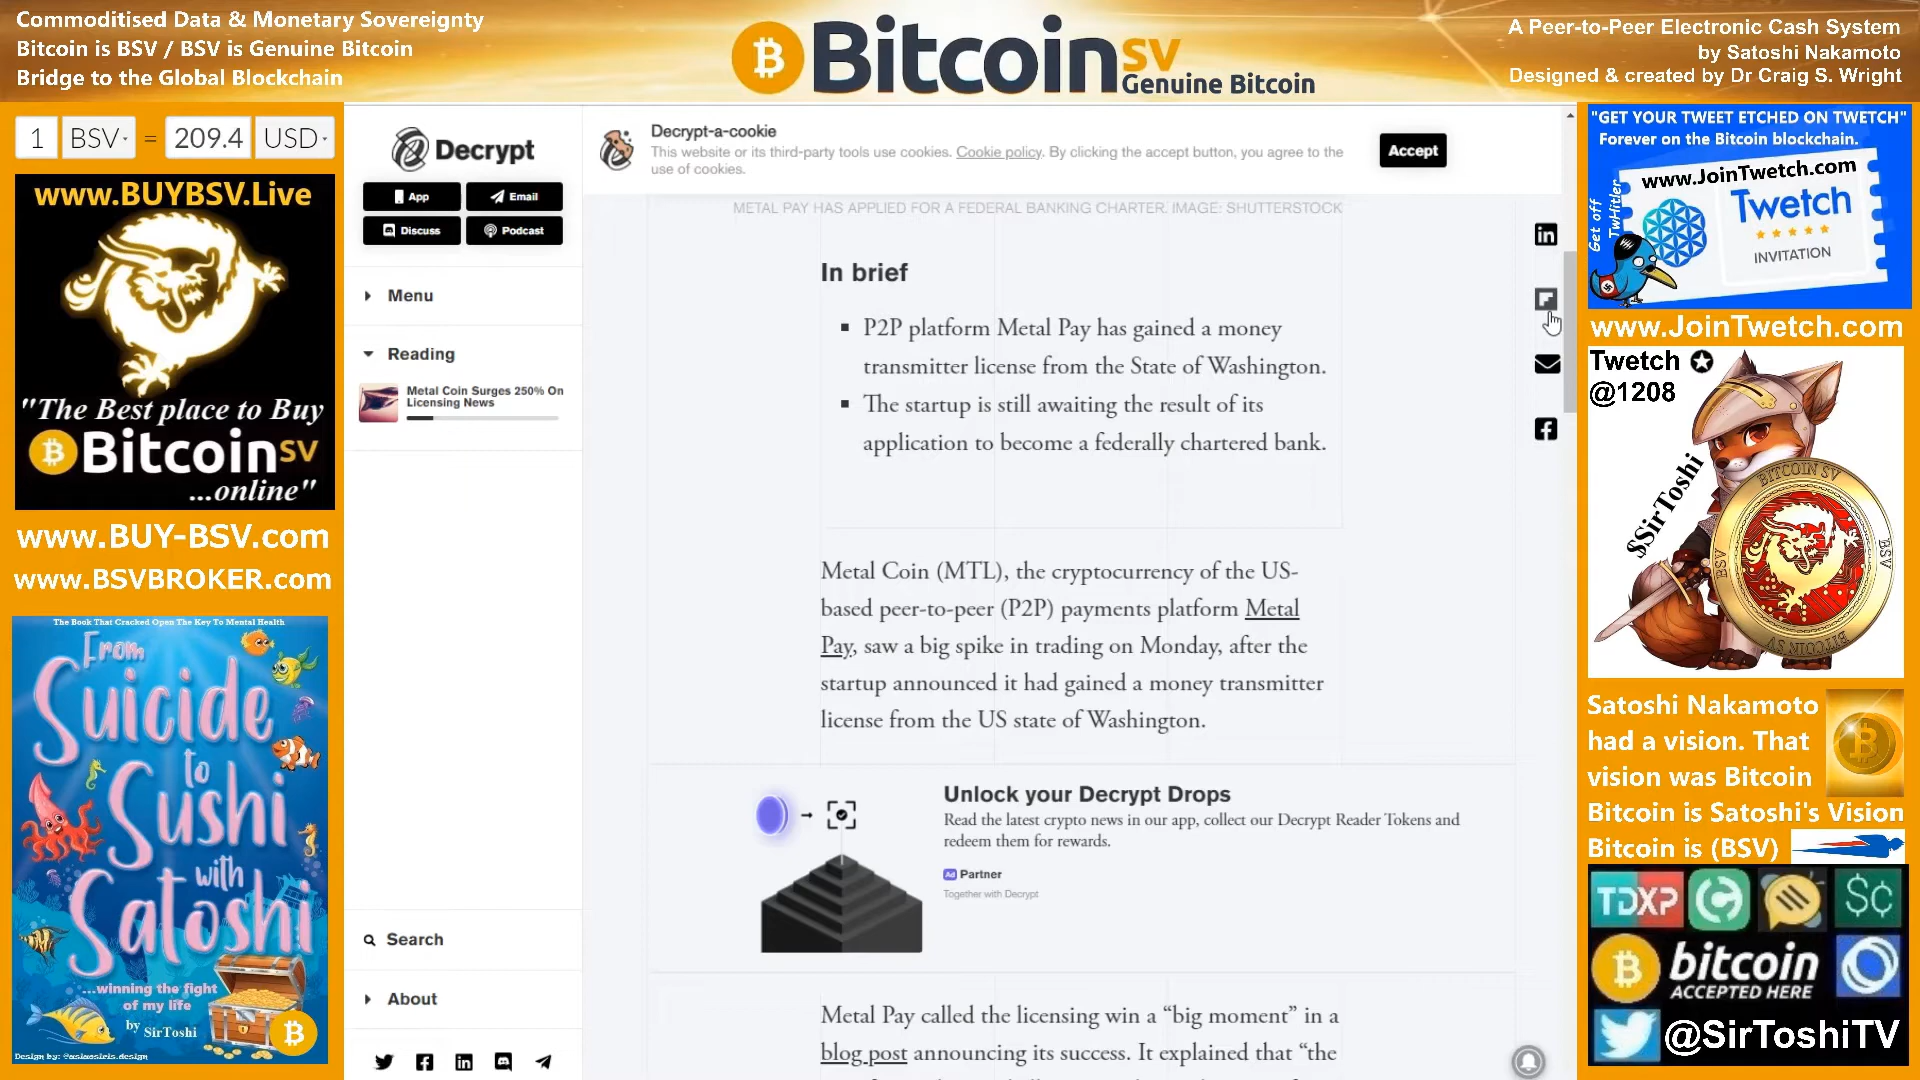 Commoditised Data & Monetary Sovereignty
Bitcoin is BSV / BSV is Genuine Bitcoin
Bridge to the Global Blockchain
BitcoinSV
Genuine Bitcoin
A Peer-to-Peer Electronic Cash System
by Satoshi Nakamoto
Designed & created by Dr Craig S. Wright
1 BSV = 209.4 USD
www.BUYBSV.Live
"The Best place to Buy
BitcoinSV
...online"
www.BUY-BSV.com
www.BSVBROKER.com
The Book That Cracked Open The Key To Mental Health
From
Suicide
to
Sushi
with
Satoshi
...winning the fight
of my life
by SirToshi
Design by: @asiaosiris.design
Decrypt
App
Email
Discuss
Podcast
Menu
Reading
Metal Coin Surges 250% On
Licensing News
Search
About
Decrypt-a-cookie
This website or its third-party tools use cookies. Cookie policy. By clicking the accept button, you agree to the
use of cookies.
Accept
METAL PAY HAS APPLIED FOR A FEDERAL BANKING CHARTER. IMAGE: SHUTTERSTOCK
In brief
P2P platform Metal Pay has gained a money
transmitter license from the State of Washington.
The startup is still awaiting the result of its
application to become a federally chartered bank.
Metal Coin (MTL), the cryptocurrency of the US-
based peer-to-peer (P2P) payments platform Metal
Pay, saw a big spike in trading on Monday, after the
startup announced it had gained a money transmitter
license from the US state of Washington.
Unlock your Decrypt Drops
Read the latest crypto news in our app, collect our Decrypt Reader Tokens and
redeem them for rewards.
Ad Partner
Together with Decrypt
Metal Pay called the licensing win a “big moment” in a
blog post announcing its success. It explained that “the
"GET YOUR TWEET ETCHED ON TWETCH"
Forever on the Bitcoin blockchain.
www.JoinTwetch.com
Twetch
INVITATION
Get off
TwHitler
www.JoinTwetch.com
Twetch
@1208
$SirToshi
BITCOIN SV
BSV
BSV
BITCOIN SV
Satoshi Nakamoto
had a vision. That
vision was Bitcoin
Bitcoin is Satoshi's Vision
Bitcoin is (BSV)
TDXP
$C
bitcoin
ACCEPTED HERE
@SirToshiTV